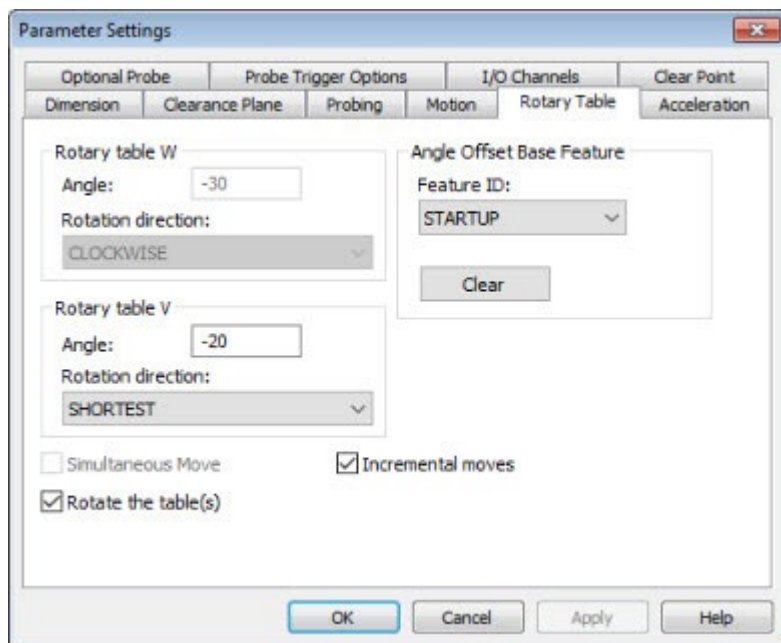 Parameter Settings
Optional Probe Probe Trigger Options I/O Channels Clear Point
Dimension Clearance Plane Probing Motion Rotary Table Acceleration
Rotary table W
Angle: -30
Rotation direction:
CLOCKWISE
Angle Offset Base Feature
Feature ID:
STARTUP
Clear
Rotary table V
Angle: -20
Rotation direction:
SHORTEST
Simultaneous Move Incremental moves
Rotate the table(s)
OK Cancel Apply Help